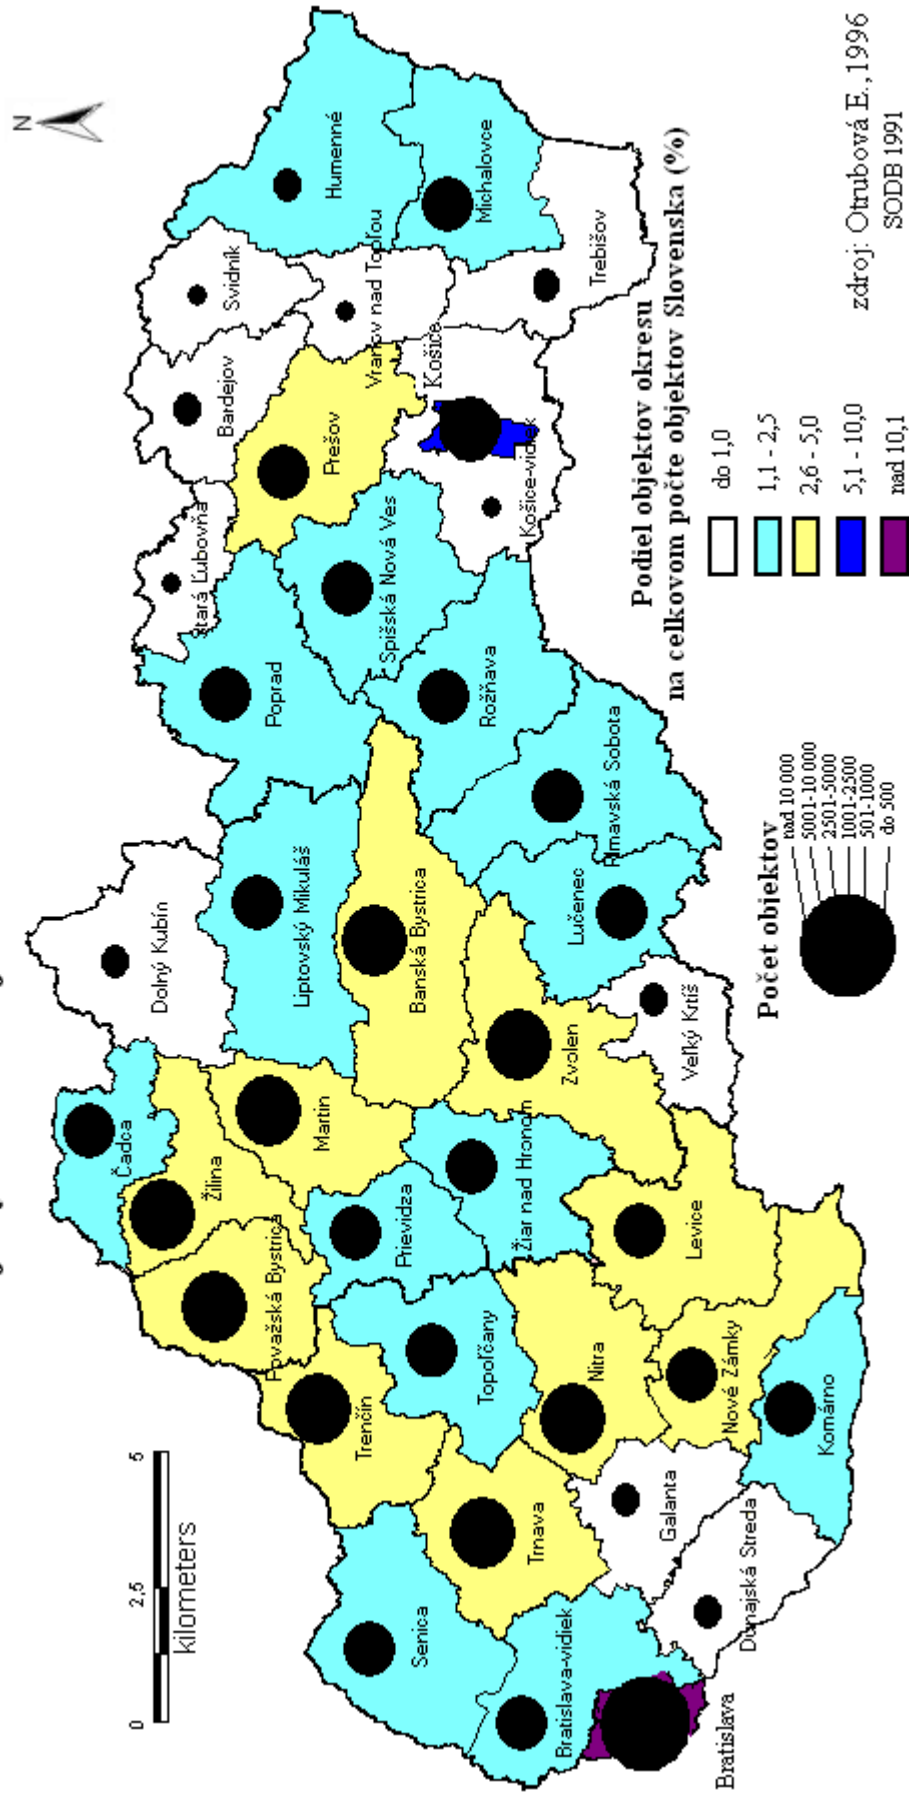 N
0 2,5 5
kilometers
Čadca
Dolný Kubín
Žilina
Považská Bystrica
Martin
Liptovský Mikuláš
Poprad
Stará Ľubovňa
Bardejov
Svidník
Humenné
Trenčín
Prievidza
Banská Bystrica
Spišská Nová Ves
Prešov
Vranov nad Topľou
Michalovce
Senica
Topoľčany
Žiar nad Hronom
Zvolen
Rožňava
Košice
Košice-vidiek
Trebišov
Trnava
Nitra
Levice
Lučenec
Rimavská Sobota
Veľký Krtíš
Bratislava-vidiek
Galanta
Nové Zámky
Dunajská Streda
Komárno
Bratislava
Počet objektov
nad 10 000
5001-10 000
2501-5000
1001-2500
501-1000
do 500
Podiel objektov okresu
na celkovom počte objektov Slovenska (%)
do 1,0
1,1 - 2,5
2,6 - 5,0
5,1 - 10,0
nad 10,1
zdroj: Otrubová E., 1996
SODB 1991